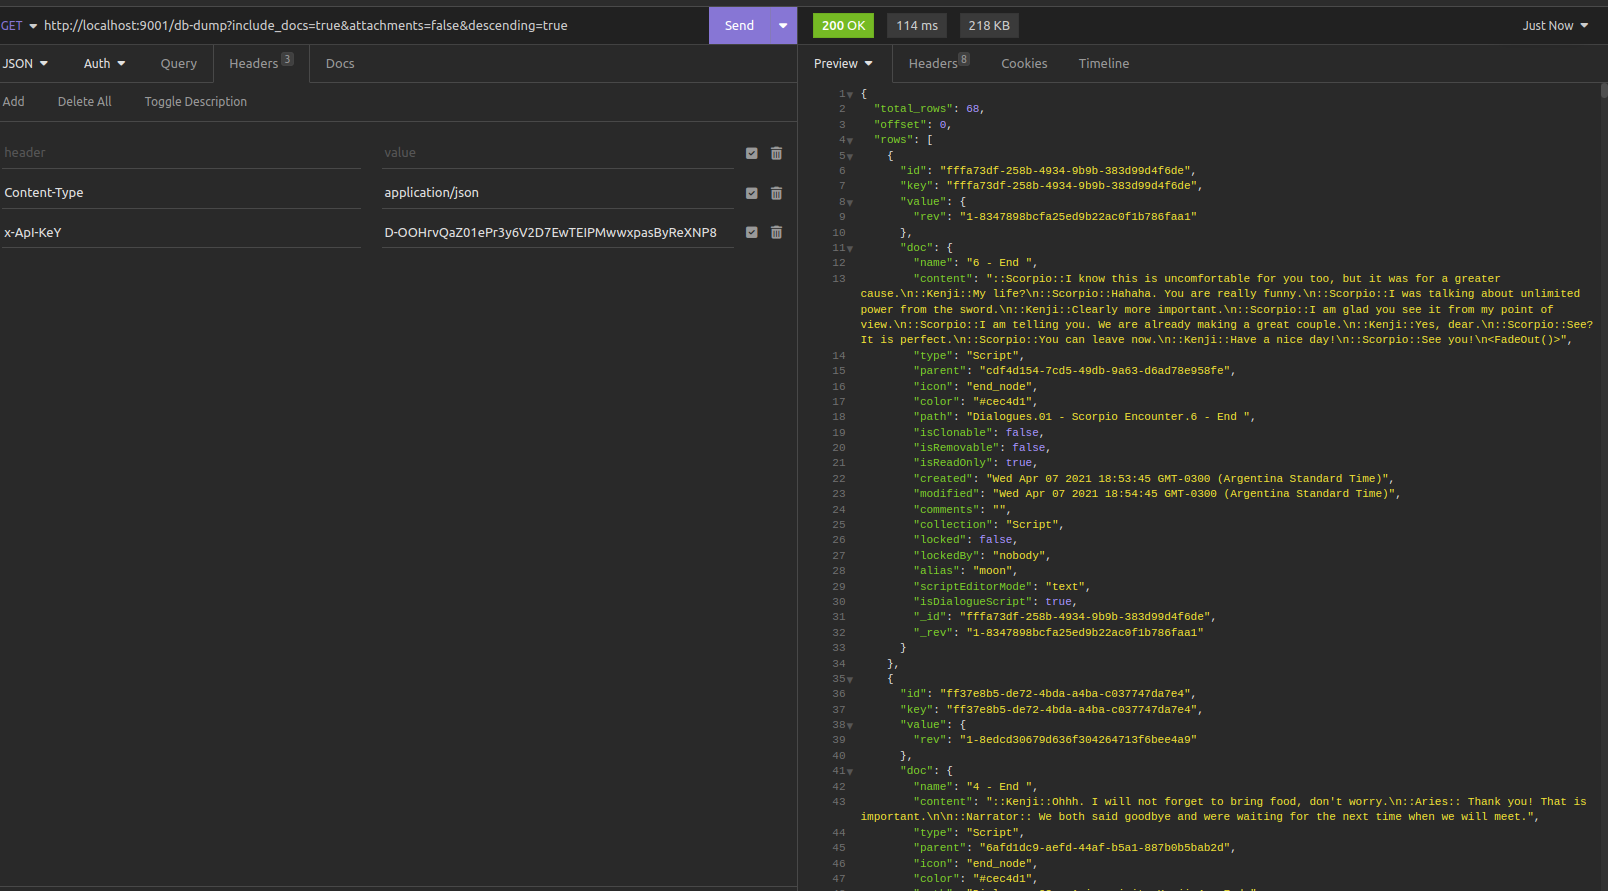 GET http://localhost:9001/db-dump?include_docs=true&attachments=false&descending=true Send
200 OK 114 ms 218 KB Just Now
JSON Auth Query Headers 3 Docs
Preview Headers 8 Cookies Timeline
Add Delete All Toggle Description
header value
Content-Type application/json
x-ApI-KeY D-OOHrvQaZ01ePr3y6V2D7EwTEIPMwwxpasByReXNP8
1 {
2 "total_rows": 68,
3 "offset": 0,
4 "rows": [
5 {
6 "id": "fffa73df-258b-4934-9b9b-383d99d4f6de",
7 "key": "fffa73df-258b-4934-9b9b-383d99d4f6de",
8 "value": {
9 "rev": "1-8347898bcfa25ed9b22ac0f1b786faa1"
10 },
11 "doc": {
12 "name": "6 - End ",
13 "content": "::Scorpio::I know this is uncomfortable for you too, but it was for a greater
cause.\n::Kenji::My life?\n::Scorpio::Hahaha. You are really funny.\n::Scorpio::I was talking about unlimited
power from the sword.\n::Kenji::Clearly more important.\n::Scorpio::I am glad you see it from my point of
view.\n::Scorpio::I am telling you. We are already making a great couple.\n::Kenji::Yes, dear.\n::Scorpio::See?
It is perfect.\n::Scorpio::You can leave now.\n::Kenji::Have a nice day!\n::Scorpio::See you!\n<FadeOut()>",
14 "type": "Script",
15 "parent": "cdf4d154-7cd5-49db-9a63-d6ad78e958fe",
16 "icon": "end_node",
17 "color": "#cec4d1",
18 "path": "Dialogues.01 - Scorpio Encounter.6 - End ",
19 "isClonable": false,
20 "isRemovable": false,
21 "isReadOnly": true,
22 "created": "Wed Apr 07 2021 18:53:45 GMT-0300 (Argentina Standard Time)",
23 "modified": "Wed Apr 07 2021 18:54:45 GMT-0300 (Argentina Standard Time)",
24 "comments": "",
25 "collection": "Script",
26 "locked": false,
27 "lockedBy": "nobody",
28 "alias": "moon",
29 "scriptEditorMode": "text",
30 "isDialogueScript": true,
31 "_id": "fffa73df-258b-4934-9b9b-383d99d4f6de",
32 "_rev": "1-8347898bcfa25ed9b22ac0f1b786faa1"
33 }
34 },
35 {
36 "id": "ff37e8b5-de72-4bda-a4ba-c037747da7e4",
37 "key": "ff37e8b5-de72-4bda-a4ba-c037747da7e4",
38 "value": {
39 "rev": "1-8edcd30679d636f304264713f6bee4a9"
40 },
41 "doc": {
42 "name": "4 - End ",
43 "content": "::Kenji::Ohhh. I will not forget to bring food, don't worry.\n::Aries:: Thank you! That is
important.\n\n::Narrator:: We both said goodbye and were waiting for the next time when we will meet.",
44 "type": "Script",
45 "parent": "6afd1dc9-aefd-44af-b5a1-887b0b5bab2d",
46 "icon": "end_node",
47 "color": "#cec4d1",